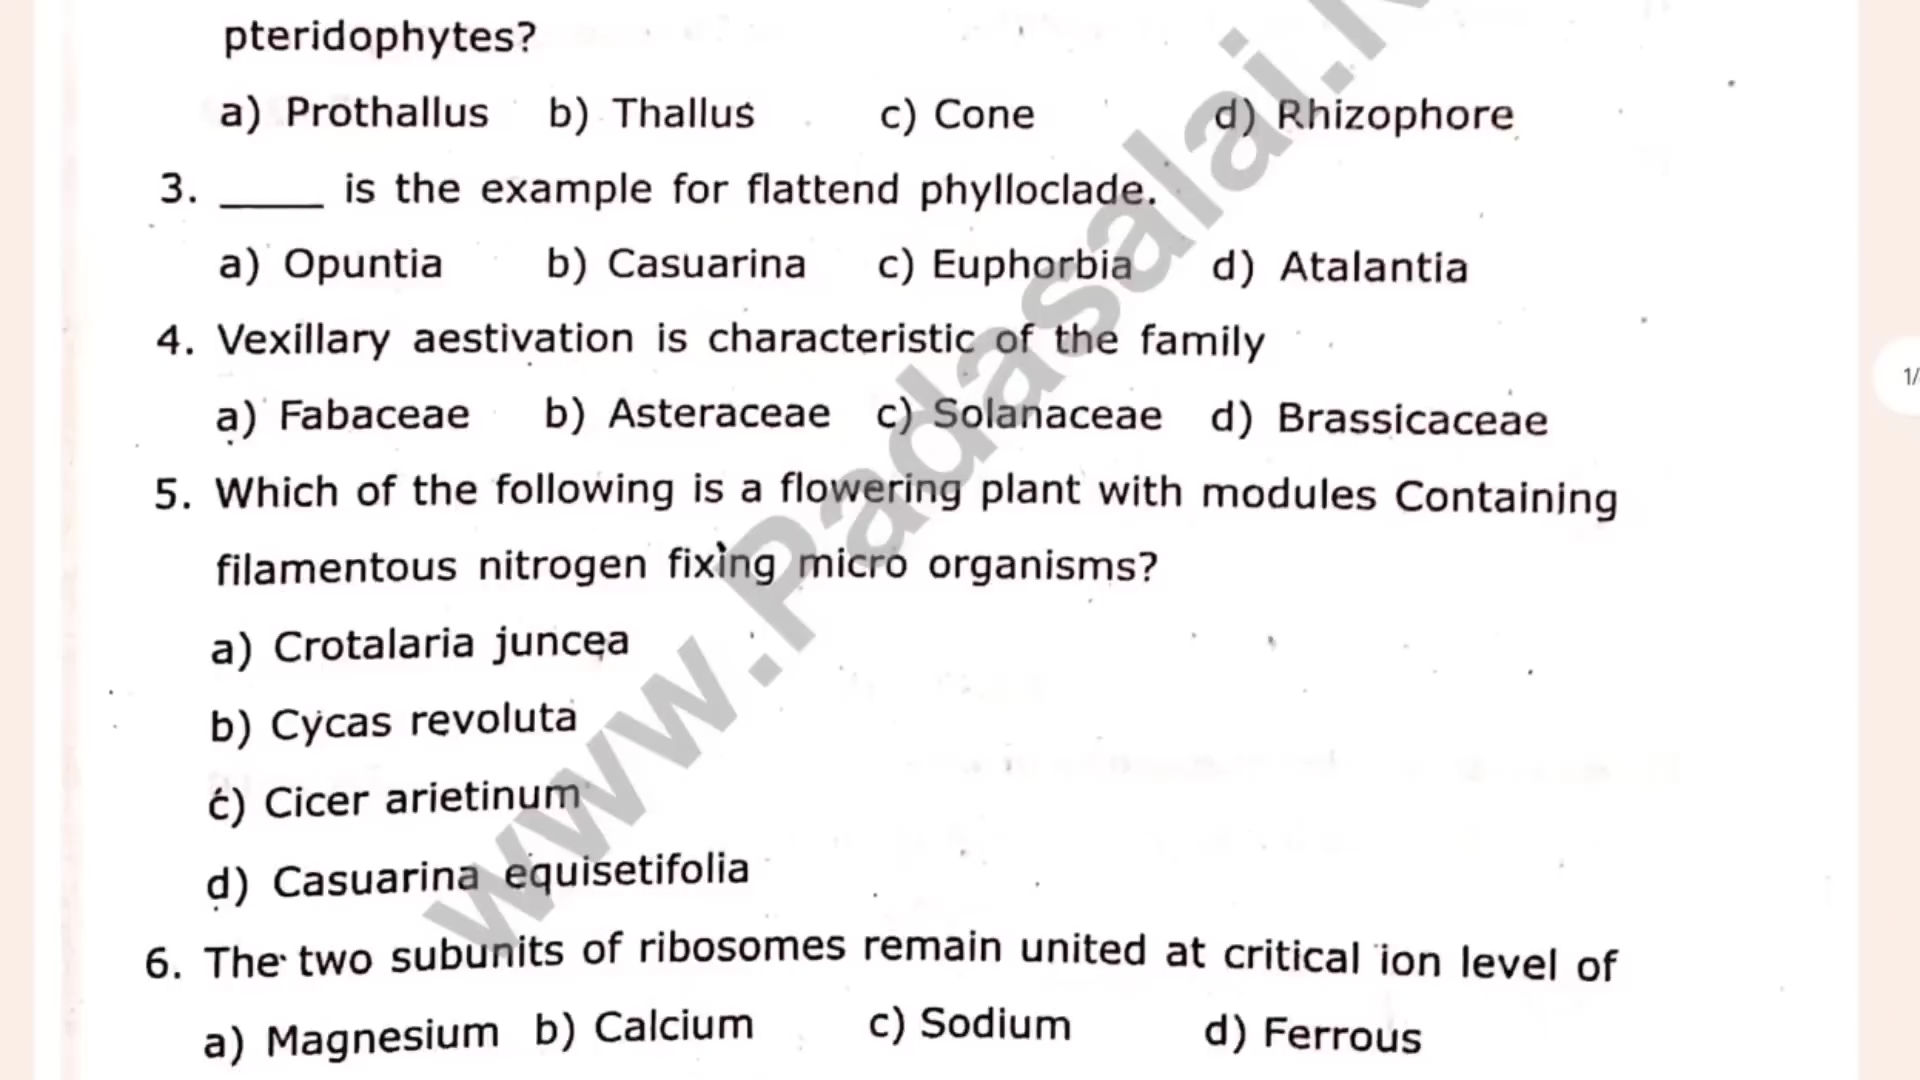 pteridophytes?
a) Prothallus b) Thallus c) Cone d) Rhizophore
3. _____ is the example for flattend phylloclade.
a) Opuntia b) Casuarina c) Euphorbia d) Atalantia
4. Vexillary aestivation is characteristic of the family
a) Fabaceae b) Asteraceae c) Solanaceae d) Brassicaceae
5. Which of the following is a flowering plant with modules Containing
filamentous nitrogen fixing micro organisms?
a) Crotalaria juncea
b) Cycas revoluta
c) Cicer arietinum
d) Casuarina equisetifolia
6. The two subunits of ribosomes remain united at critical ion level of
a) Magnesium b) Calcium c) Sodium d) Ferrous
www.Padasalai.N
1/